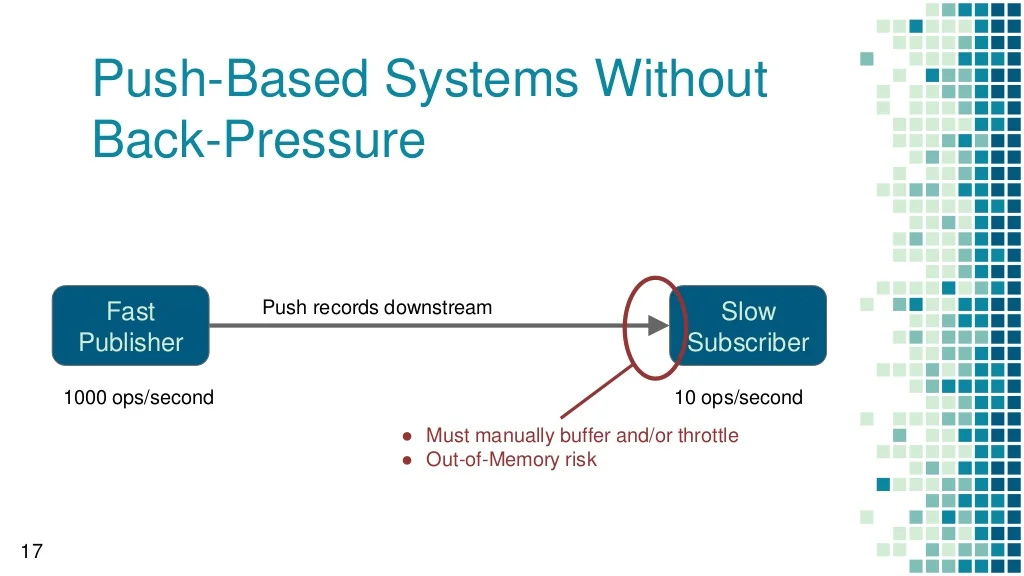 Push-Based Systems Without
Back-Pressure
Fast
Publisher
Push records downstream
Slow
Subscriber
1000 ops/second
10 ops/second
● Must manually buffer and/or throttle
● Out-of-Memory risk
17